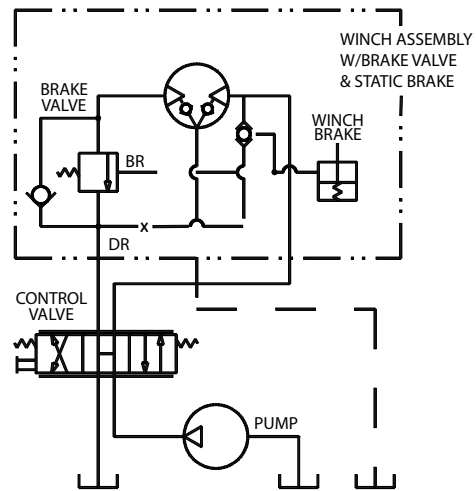 WINCH ASSEMBLY
W/BRAKE VALVE
& STATIC BRAKE
BRAKE
VALVE
WINCH
BRAKE
BR
x
DR
CONTROL
VALVE
PUMP